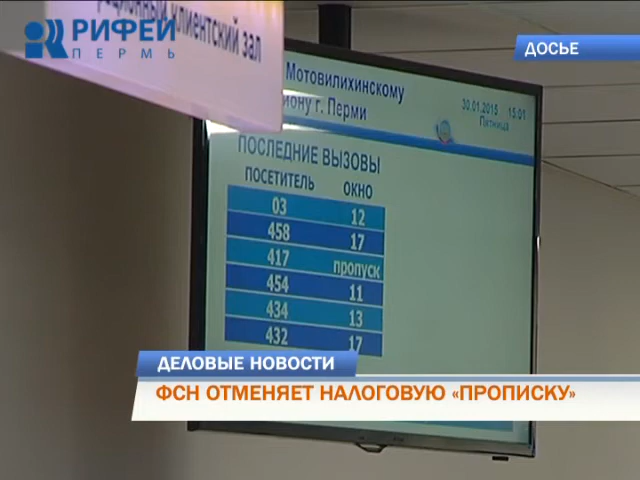 РИФЕЙ
ПЕРМЬ
клиентский зал
ДОСЬЕ
Мотовилихинскому
г. Перми
30.01.2015 15:01
Пятница
ПОСЛЕДНИЕ ВЫЗОВЫ
ПОСЕТИТЕЛЬ ОКНО
03 12
458 17
417 пропуск
454 11
434 13
432 17
ДЕЛОВЫЕ НОВОСТИ
ФСН ОТМЕНЯЕТ НАЛОГОВУЮ «ПРОПИСКУ»